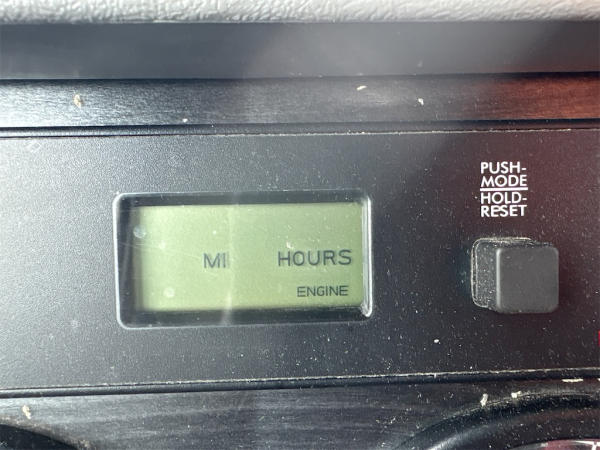 PUSH-
MODE
HOLD-
RESET
MI HOURS
ENGINE